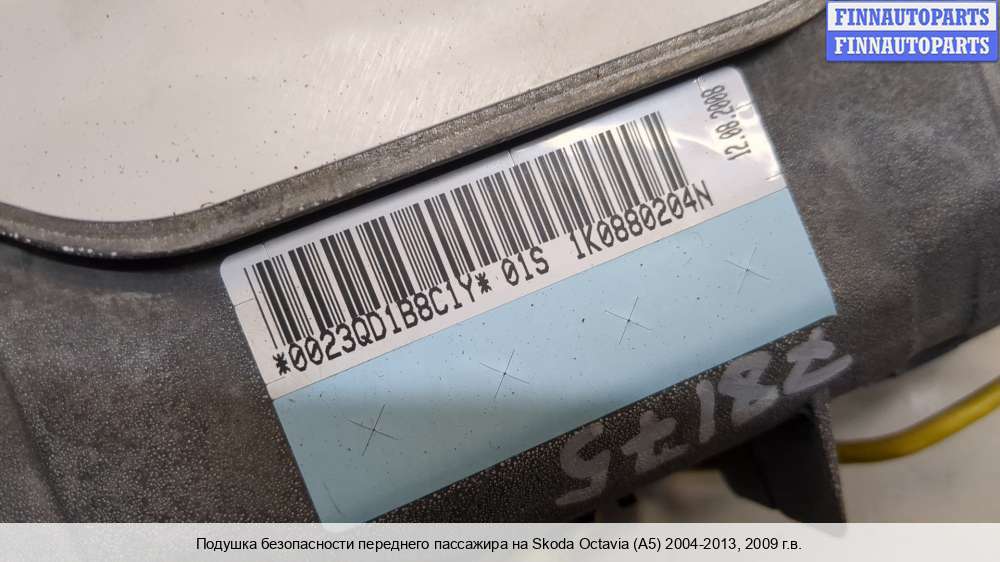 FINNAUTOPARTS
FINNAUTOPARTS
12.08.2008
*0023QD1B8C1Y* 01S 1K0880204N
St182
Подушка безопасности переднего пассажира на Skoda Octavia (A5) 2004-2013, 2009 г.в.